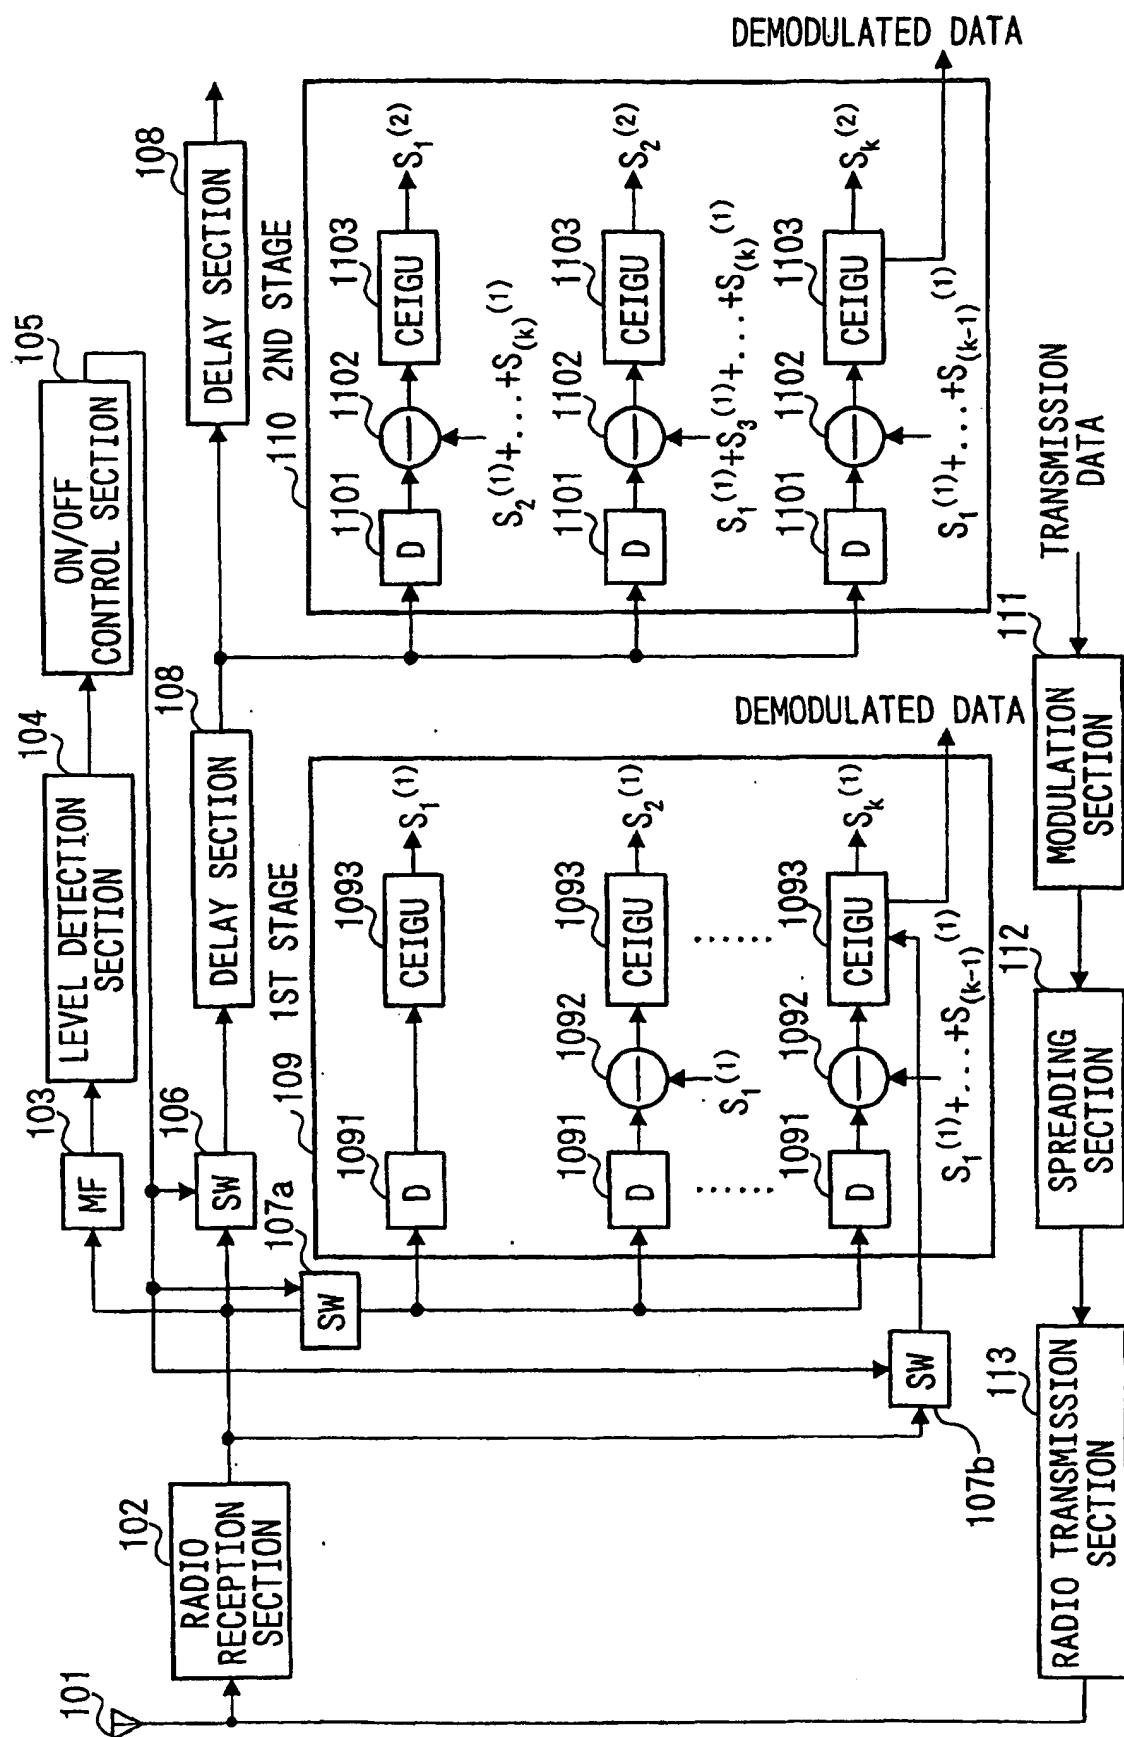 101
102
RADIO
RECEPTION
SECTION
103
MF
104
LEVEL DETECTION
SECTION
105
ON/OFF
CONTROL SECTION
106
SW
107a
SW
107b
SW
108
DELAY SECTION
108
DELAY SECTION
109 1ST STAGE
1091
D
1093
CEIGU
S₁⁽¹⁾
1091
D
1092
S₁⁽¹⁾
1093
CEIGU
S₂⁽¹⁾
......
......
1091
D
1092
S₁⁽¹⁾+....+S₍ₖ₋₁₎⁽¹⁾
1093
CEIGU
Sₖ⁽¹⁾
DEMODULATED DATA
110 2ND STAGE
1101
D
1102
S₂⁽¹⁾+....+S₍ₖ₎⁽¹⁾
1103
CEIGU
S₁⁽²⁾
1101
D
1102
S₁⁽¹⁾+S₃⁽¹⁾+....+S₍ₖ₎⁽¹⁾
1103
CEIGU
S₂⁽²⁾
1101
D
1102
S₁⁽¹⁾+....+S₍ₖ₋₁₎⁽¹⁾
1103
CEIGU
Sₖ⁽²⁾
DEMODULATED DATA
113
RADIO TRANSMISSION
SECTION
112
SPREADING
SECTION
111
MODULATION
SECTION
TRANSMISSION
DATA